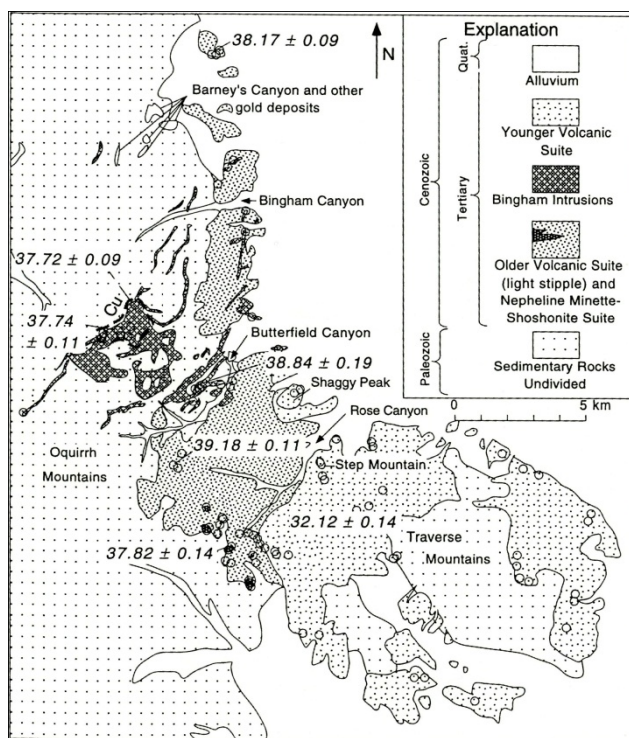 38.17 ± 0.09
N
Barney's Canyon and other
gold deposits
Bingham Canyon
37.72 ± 0.09
Cu
37.74
± 0.11
Butterfield Canyon
38.84 ± 0.19
Shaggy Peak
Rose Canyon
39.18 ± 0.11?
Oquirrh
Mountains
Step Mountain
32.12 ± 0.14
37.82 ± 0.14
Traverse
Mountains
Explanation
Cenozoic
Quat.
Tertiary
Paleozoic
Alluvium
Younger Volcanic
Suite
Bingham Intrusions
Older Volcanic Suite
(light stipple) and
Nepheline Minette-
Shoshonite Suite
Sedimentary Rocks
Undivided
0
5 km